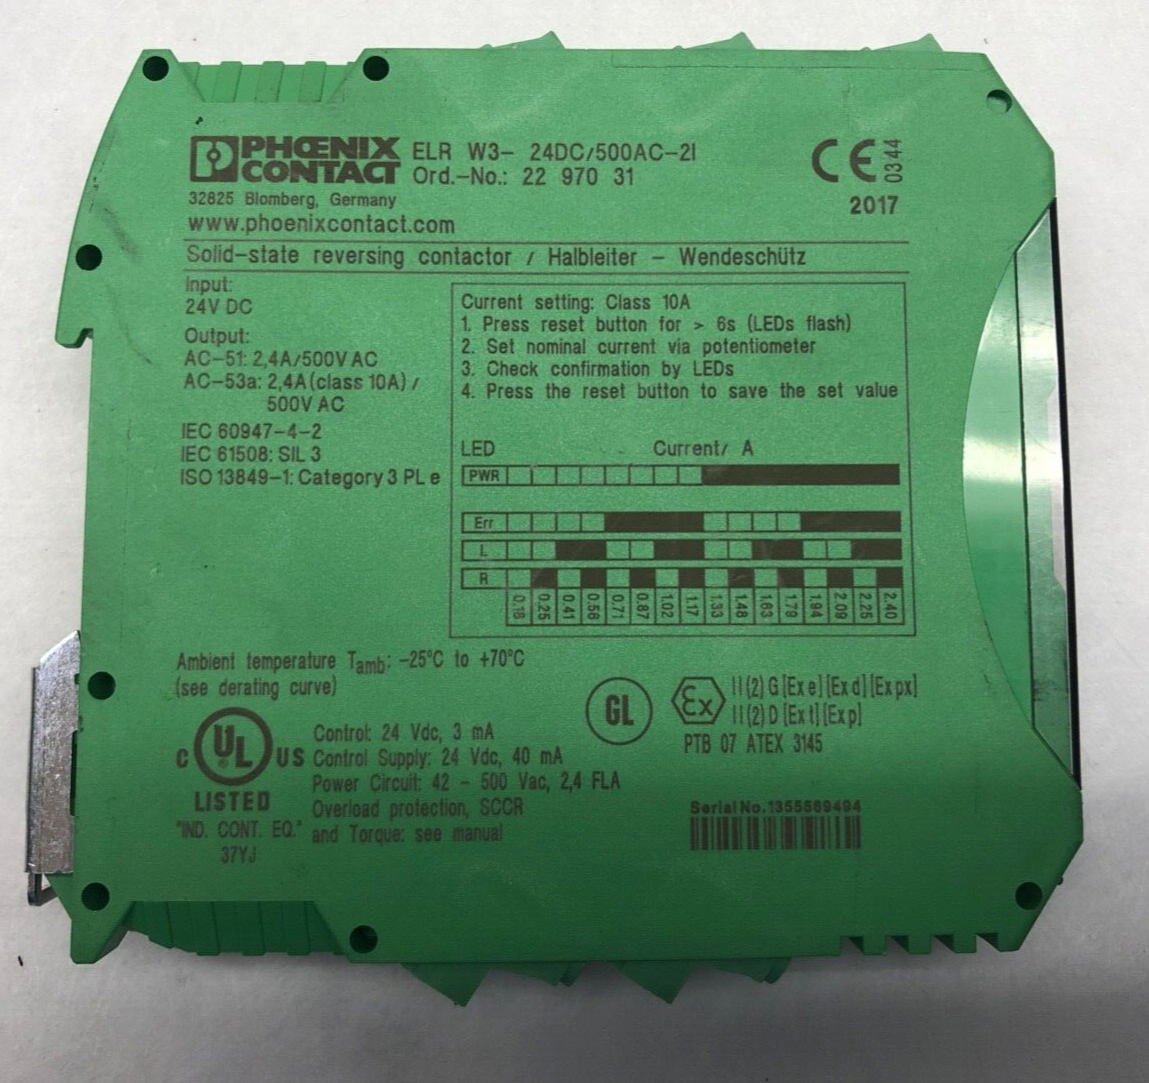 PHŒNIX
CONTACT
ELR W3- 24DC/500AC-2I
Ord.-No.: 22 970 31
32825 Blomberg, Germany
www.phoenixcontact.com
CE 0344
2017
Solid-state reversing contactor / Halbleiter - Wendeschütz
Input:
24V DC
Output:
AC-51: 2,4A/500V AC
AC-53a: 2,4A (class 10A) /
500V AC
IEC 60947-4-2
IEC 61508: SIL 3
ISO 13849-1: Category 3 PL e
Current setting: Class 10A
1. Press reset button for > 6s (LEDs flash)
2. Set nominal current via potentiometer
3. Check confirmation by LEDs
4. Press the reset button to save the set value
LED Current/ A
PWR
Err
L
R
0.16 0.25 0.41 0.56 0.71 0.87 1.02 1.17 1.33 1.48 1.63 1.79 1.94 2.09 2.25 2.40
Ambient temperature Tamb: -25°C to +70°C
(see derating curve)
C UL US
LISTED
"IND. CONT. EQ."
37YJ
Control: 24 Vdc, 3 mA
Control Supply: 24 Vdc, 40 mA
Power Circuit: 42 - 500 Vac, 2,4 FLA
Overload protection, SCCR
and Torque: see manual
GL
Ex
II (2) G [Ex e] [Ex d] [Ex px]
II (2) D [Ex t] [Ex p]
PTB 07 ATEX 3145
Serial No. 1355569494